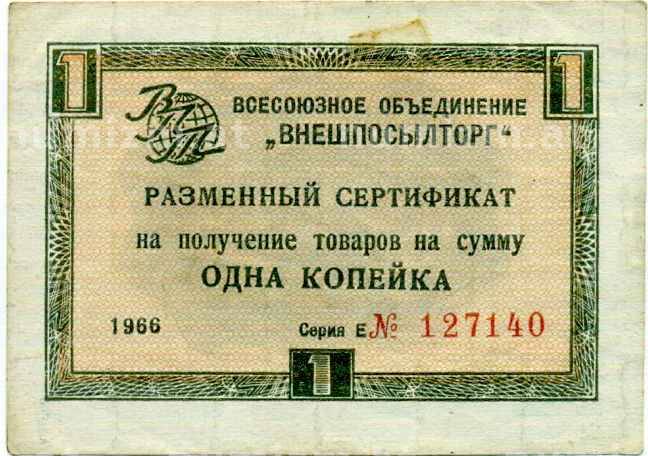 1 1
ВПТ ВСЕСОЮЗНОЕ ОБЪЕДИНЕНИЕ
„ВНЕШПОСЫЛТОРГ“
РАЗМЕННЫЙ СЕРТИФИКАТ
на получение товаров на сумму
ОДНА КОПЕЙКА
1966 Серия Е № 127140
1